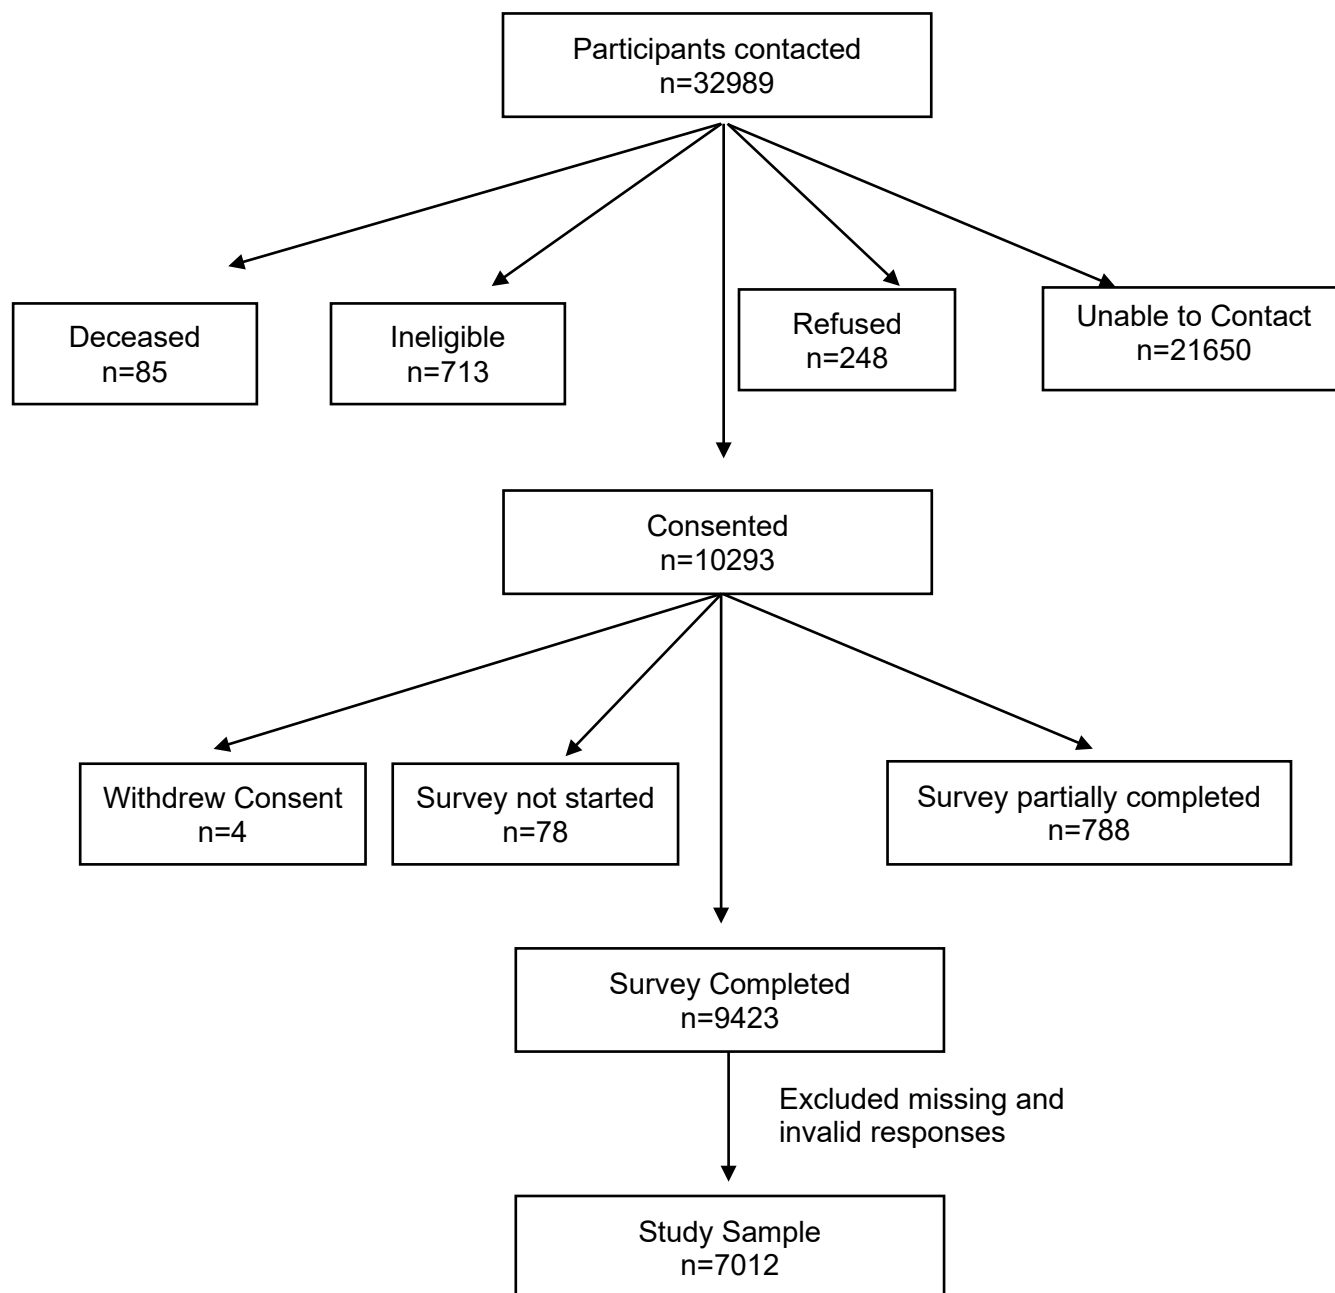 Participants contacted
n=32989
Deceased
n=85
Ineligible
n=713
Refused
n=248
Unable to Contact
n=21650
Consented
n=10293
Withdrew Consent
n=4
Survey not started
n=78
Survey partially completed
n=788
Survey Completed
n=9423
Excluded missing and
invalid responses
Study Sample
n=7012